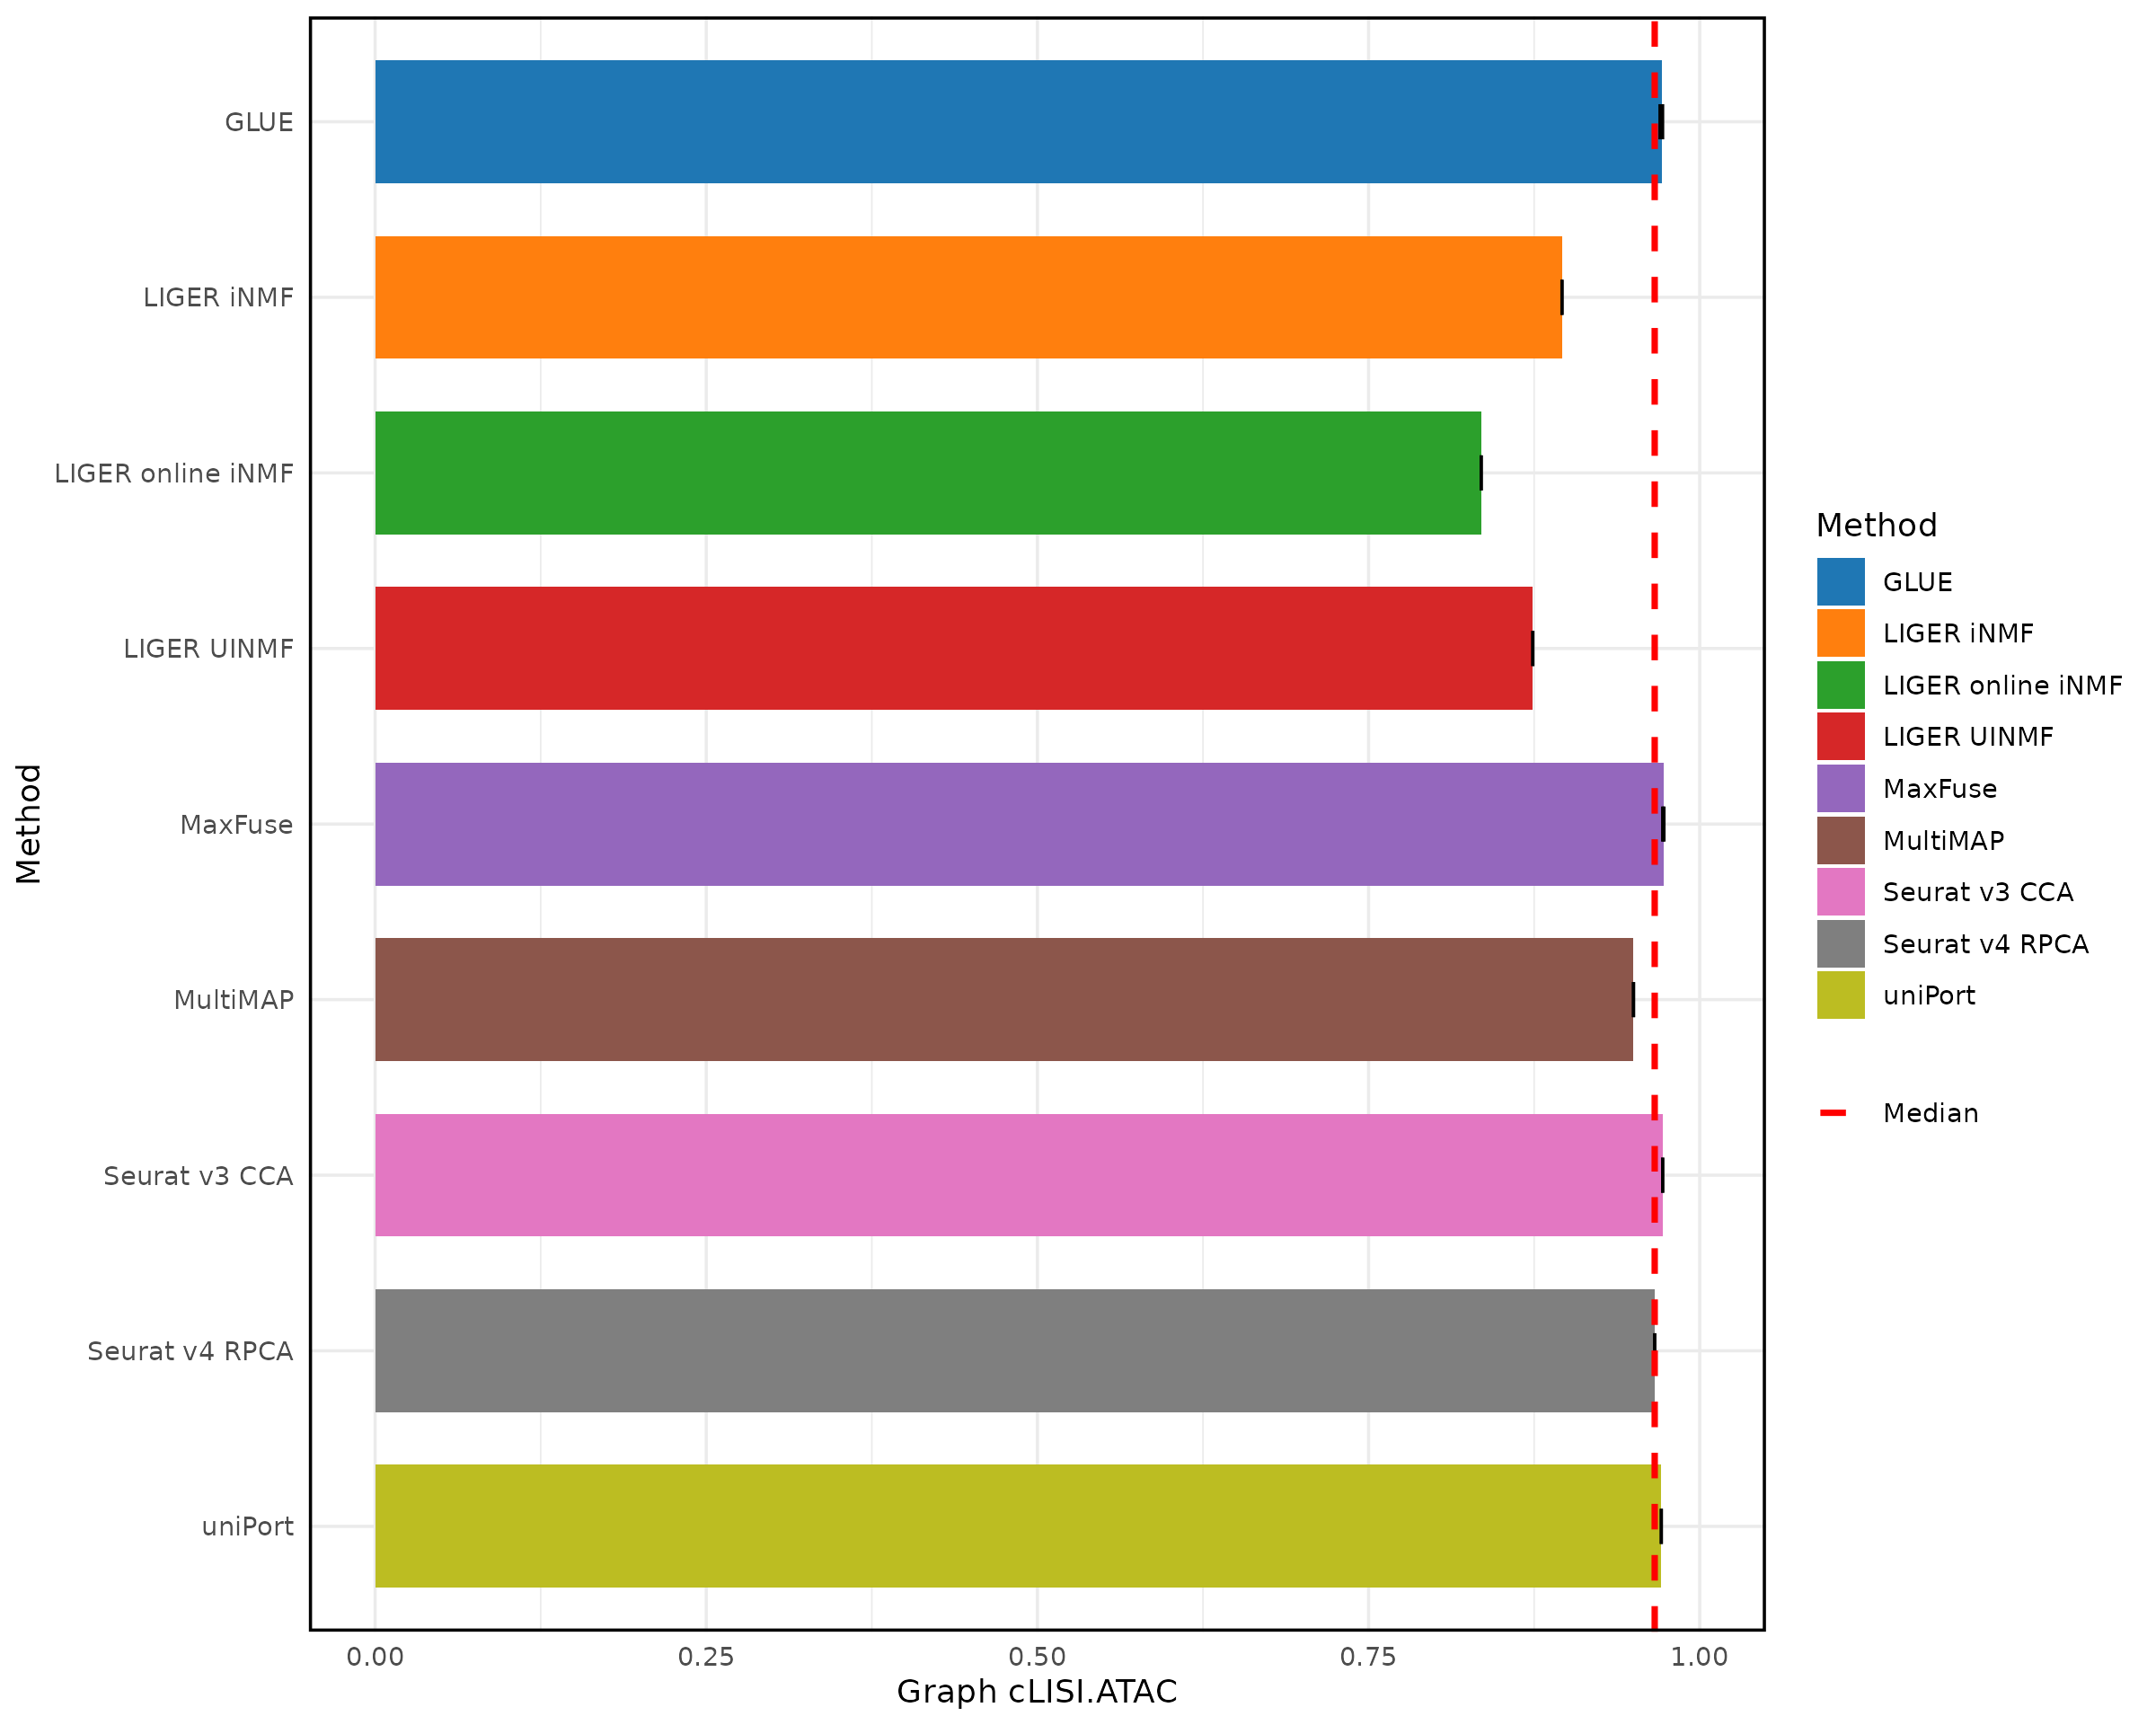 GLUE
LIGER iNMF
LIGER online iNMF
LIGER UINMF
MaxFuse
MultiMAP
Seurat v3 CCA
Seurat v4 RPCA
uniPort
Method
0.00 0.25 0.50 0.75 1.00
Graph cLISI.ATAC
Method
GLUE
LIGER iNMF
LIGER online iNMF
LIGER UINMF
MaxFuse
MultiMAP
Seurat v3 CCA
Seurat v4 RPCA
uniPort
Median